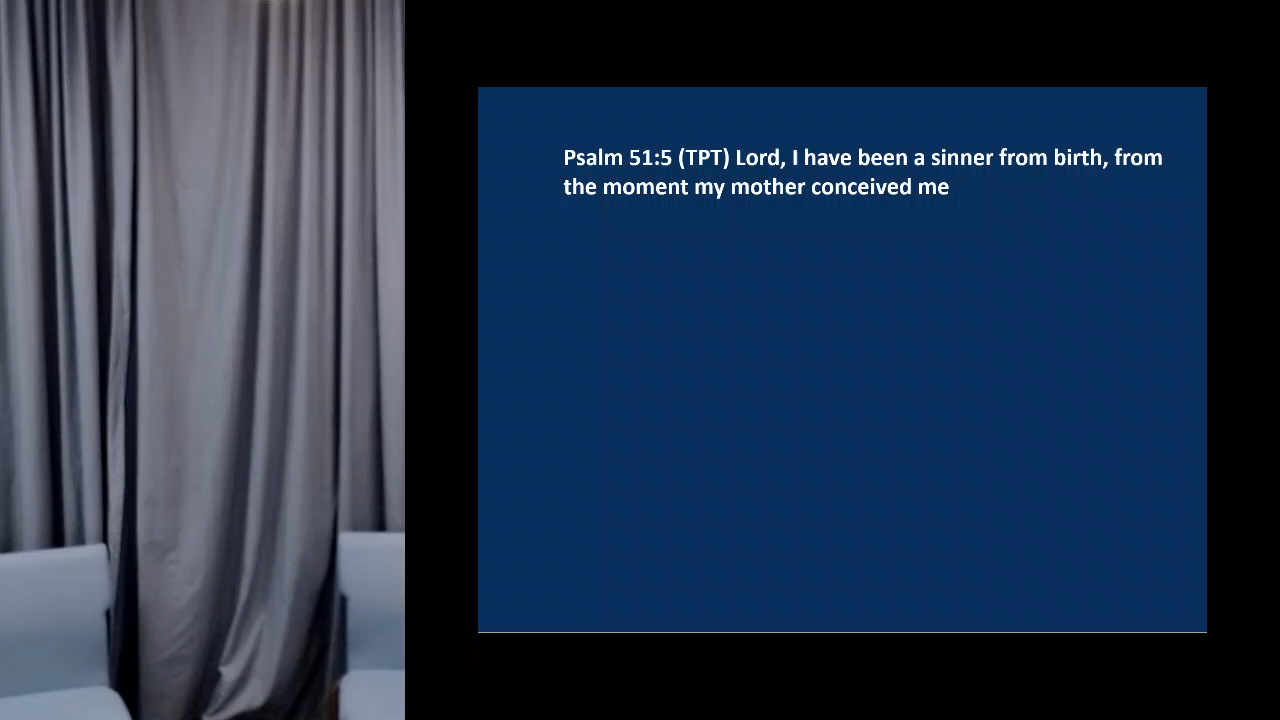 Psalm 51:5 (TPT) Lord, I have been a sinner from birth, from
the moment my mother conceived me